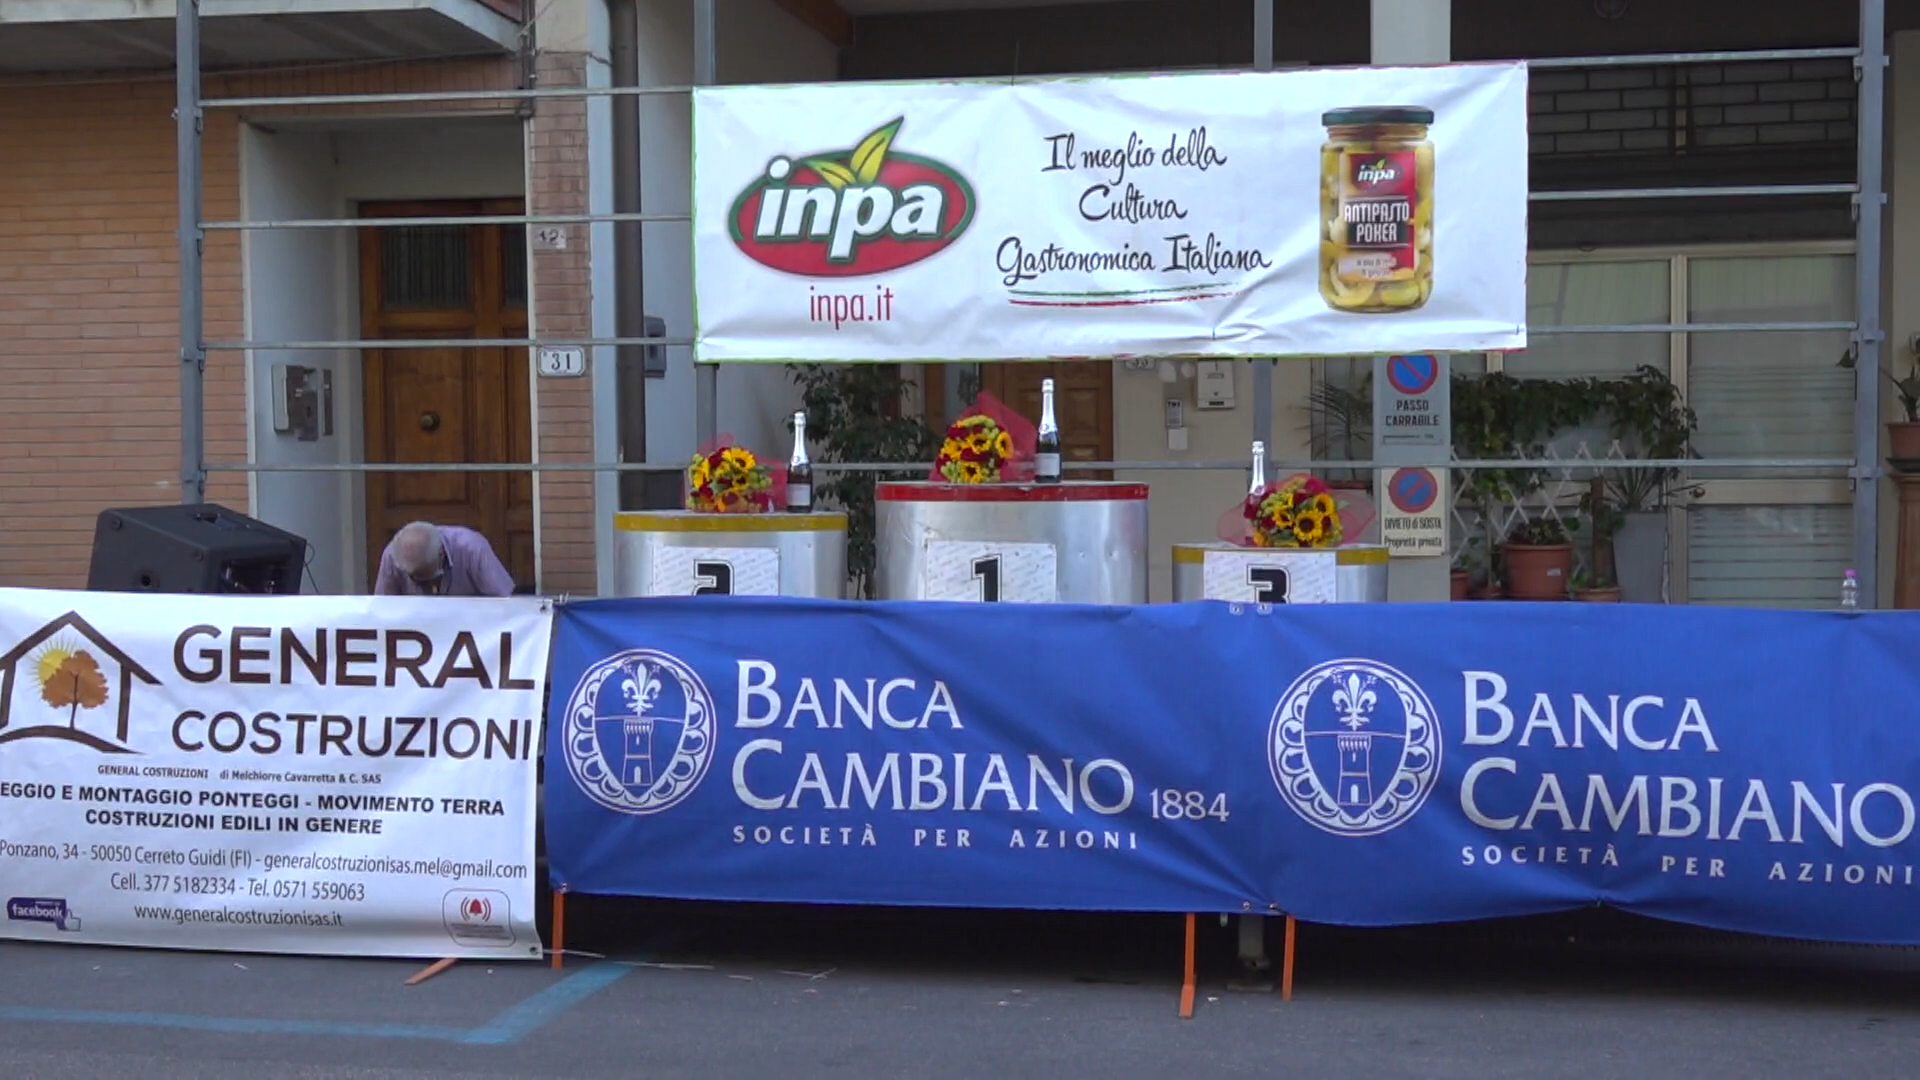 inpa
inpa.it
Il meglio della
Cultura
Gastronomica Italiana
inpa
ANTIPASTO
POKER
31
PASSO
CARRABILE
DIVIETO di SOSTA
Proprietà privata
2
1
3
GENERAL
COSTRUZIONI
GENERAL COSTRUZIONI di Melchiorre Cavarretta & C. SAS
EGGIO E MONTAGGIO PONTEGGI - MOVIMENTO TERRA
COSTRUZIONI EDILI IN GENERE
Ponzano, 34 - 50050 Cerreto Guidi (FI) - generalcostruzionisas.mel@gmail.com
Cell. 377 5182334 - Tel. 0571 559063
www.generalcostruzionisas.it
facebook
BANCA
CAMBIANO 1884
SOCIETÀ PER AZIONI
BANCA
CAMBIANO
SOCIETÀ PER AZIONI